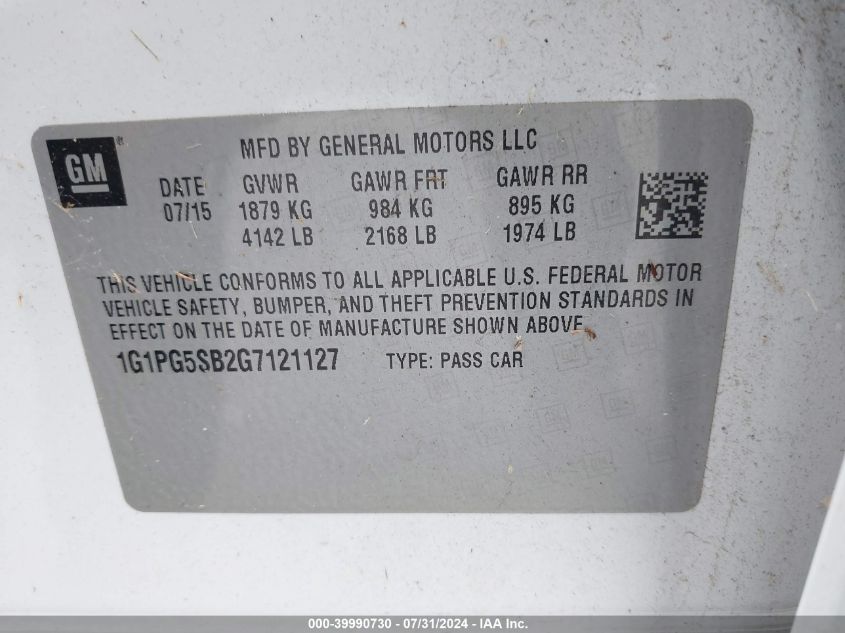 MFD BY GENERAL MOTORS LLC
GM®
DATE GVWR GAWR FRT GAWR RR
07/15 1879 KG 984 KG 895 KG
4142 LB 2168 LB 1974 LB
THIS VEHICLE CONFORMS TO ALL APPLICABLE U.S. FEDERAL MOTOR
VEHICLE SAFETY, BUMPER, AND THEFT PREVENTION STANDARDS IN
EFFECT ON THE DATE OF MANUFACTURE SHOWN ABOVE.
1G1PG5SB2G7121127 TYPE: PASS CAR
000-39990730 - 07/31/2024 - IAA Inc.